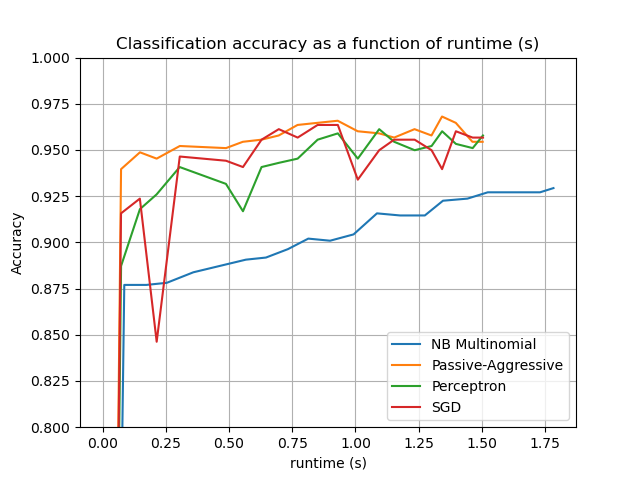 Classification accuracy as a function of runtime (s)
1.000
0.975
0.950
0.925
0.900
0.875
0.850
0.825
0.800
Accuracy
NB Multinomial
Passive-Aggressive
Perceptron
SGD
0.00 0.25 0.50 0.75 1.00 1.25 1.50 1.75
runtime (s)